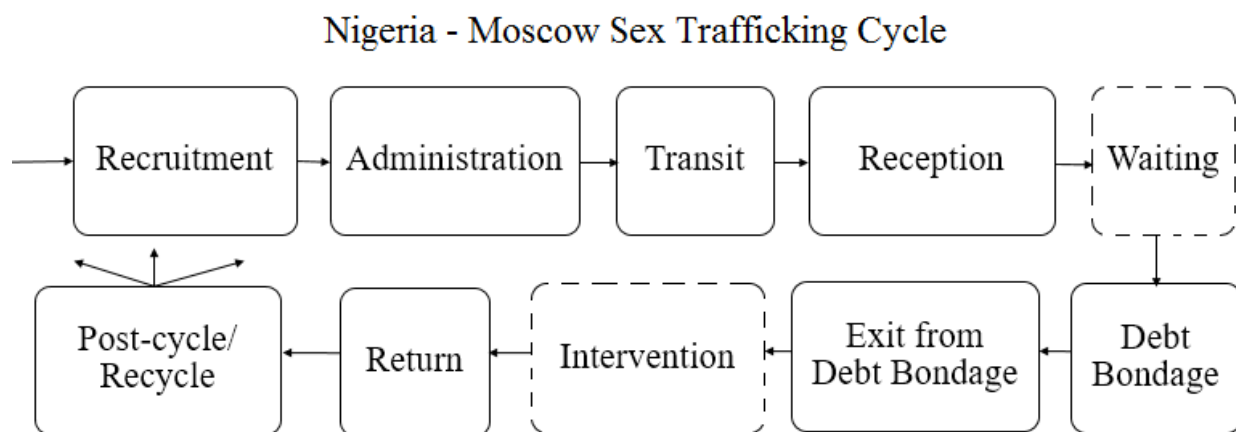 Nigeria - Moscow Sex Trafficking Cycle
Recruitment
Administration
Transit
Reception
Waiting
Debt
Bondage
Exit from
Debt Bondage
Intervention
Return
Post-cycle/
Recycle